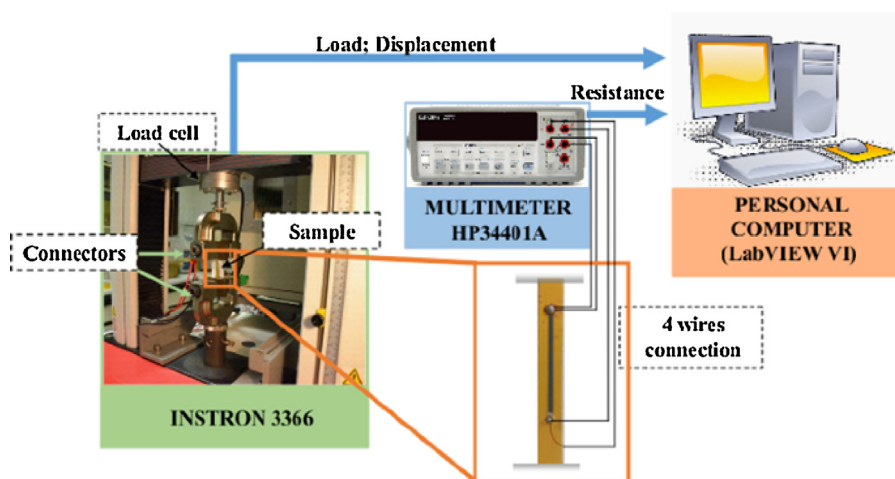 Load; Displacement
Resistance
Load cell
MULTIMETER
HP34401A
PERSONAL
COMPUTER
(LabVIEW VI)
Sample
Connectors
4 wires
connection
INSTRON 3366